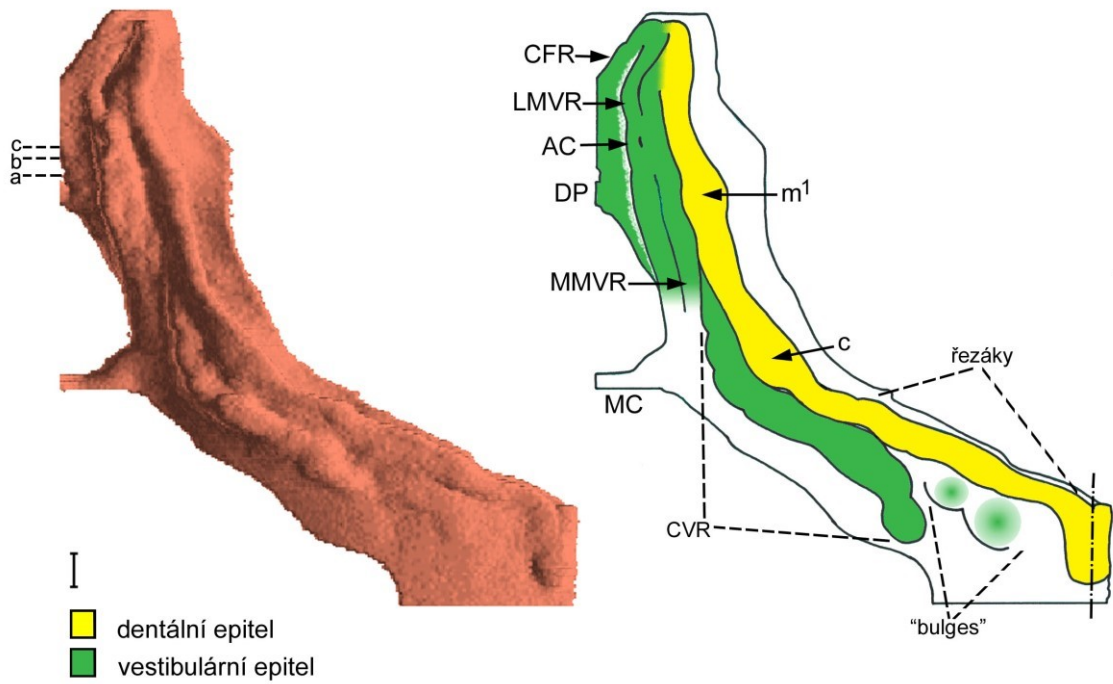 c
b
a
CFR
LMVR
AC
DP
m1
MMVR
c
řezáky
MC
CVR
"bulges"
dentální epitel
vestibulární epitel